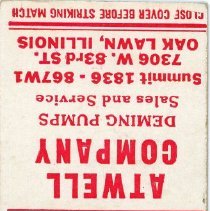 ATWELL
COMPANY
DEMING PUMPS
Sales and Service
Summit 1836 - 867W1
7306 W. 83rd ST.
OAK LAWN, ILLINOIS
CLOSE COVER BEFORE STRIKING MATCH